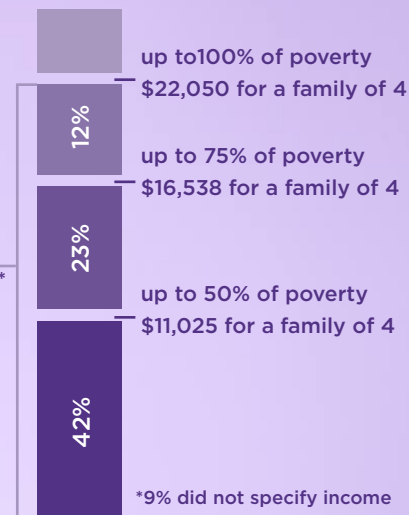 up to100% of poverty
$22,050 for a family of 4
12%
up to 75% of poverty
$16,538 for a family of 4
23%
*
up to 50% of poverty
$11,025 for a family of 4
42%
*9% did not specify income